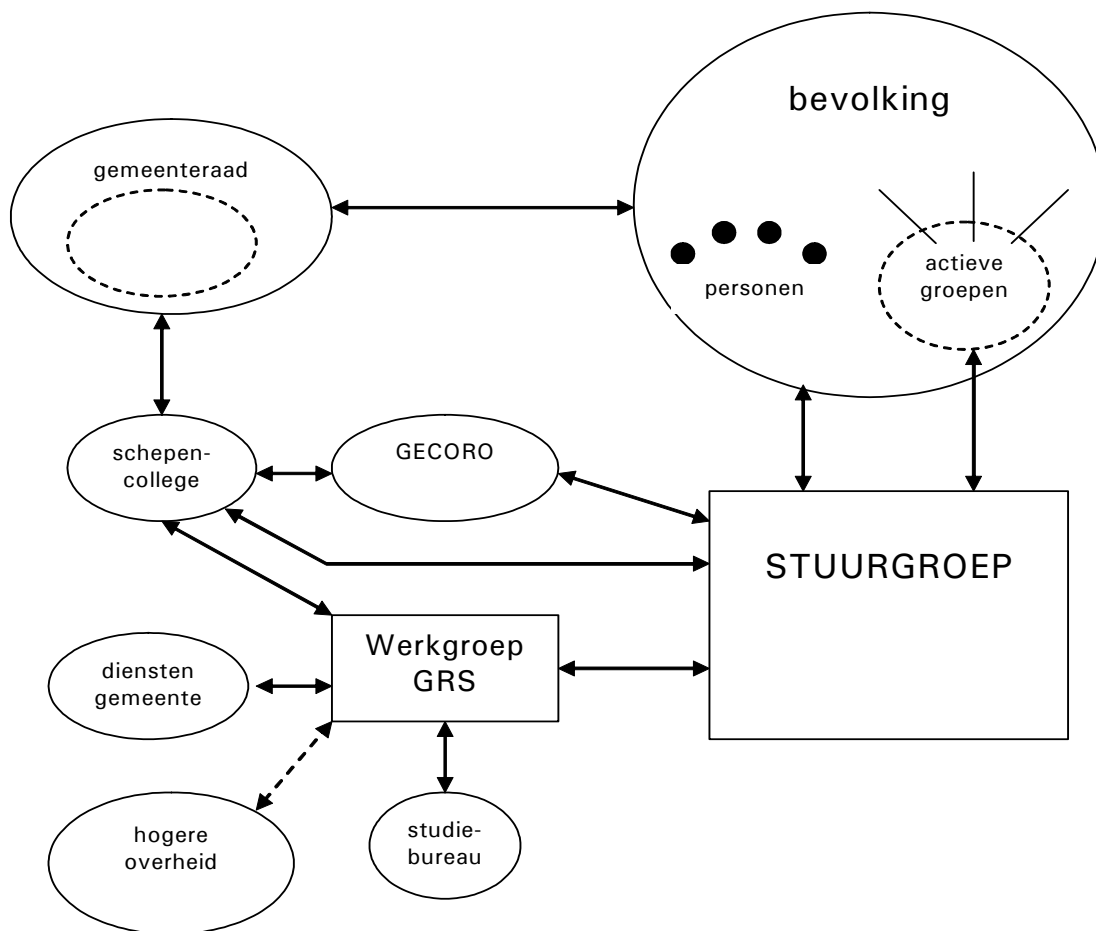 bevolking
gemeenteraad
personen
actieve
groepen
schepen-
college
GECORO
STUURGROEP
Werkgroep
GRS
diensten
gemeente
hogere
overheid
studie-
bureau